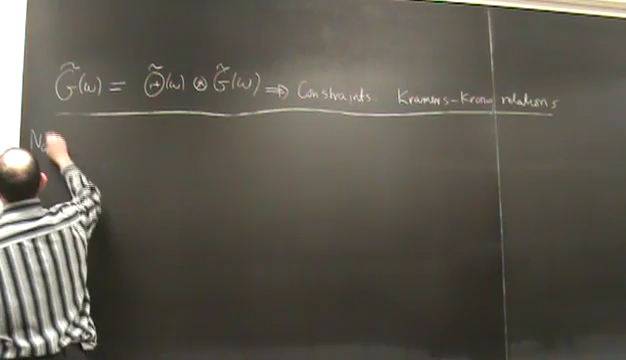 G̃(ω) = Θ̃(ω) ⊛ G̃(ω) ⇒ Constraints. Kramers-Kronig relations